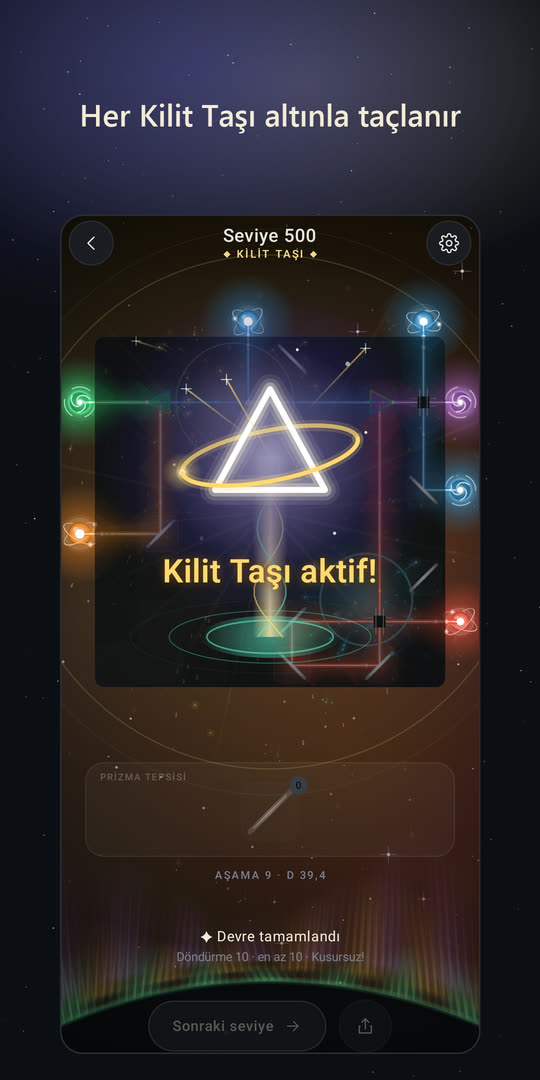 Her Kilit Taşı altınla taçlanır
Seviye 500
KİLİT TAŞI
Kilit Taşı aktif!
PRİZMA TEPSİSİ
0
AŞAMA 9 · D 39,4
Devre tamamlandı
Döndürme 10 · en az 10 · Kusursuz!
Sonraki seviye →